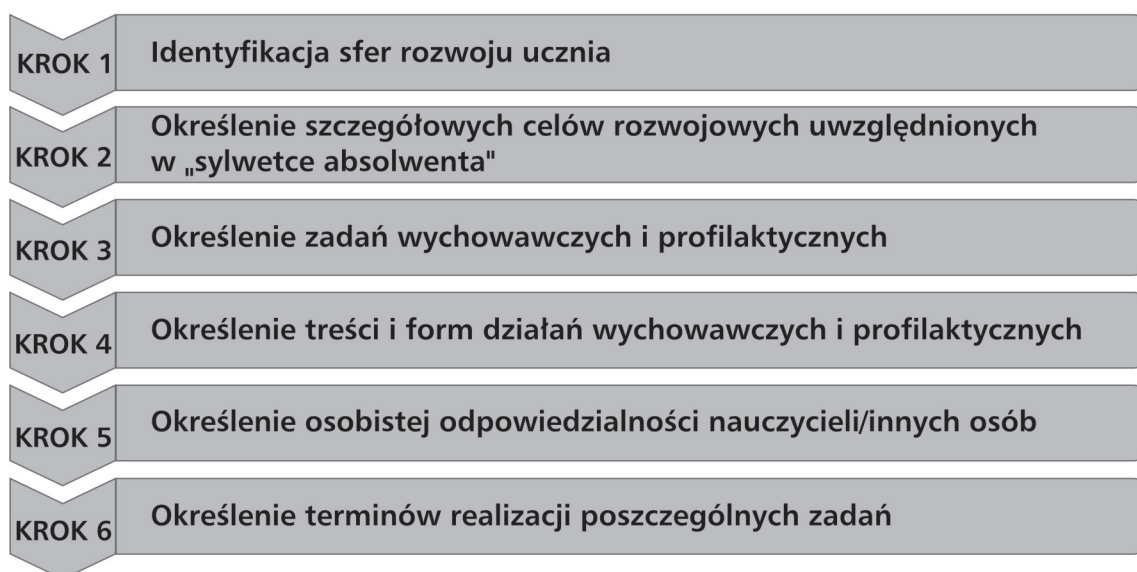 KROK 1
Identyfikacja sfer rozwoju ucznia
KROK 2
Określenie szczegółowych celów rozwojowych uwzględnionych
w „sylwetce absolwenta"
KROK 3
Określenie zadań wychowawczych i profilaktycznych
KROK 4
Określenie treści i form działań wychowawczych i profilaktycznych
KROK 5
Określenie osobistej odpowiedzialności nauczycieli/innych osób
KROK 6
Określenie terminów realizacji poszczególnych zadań